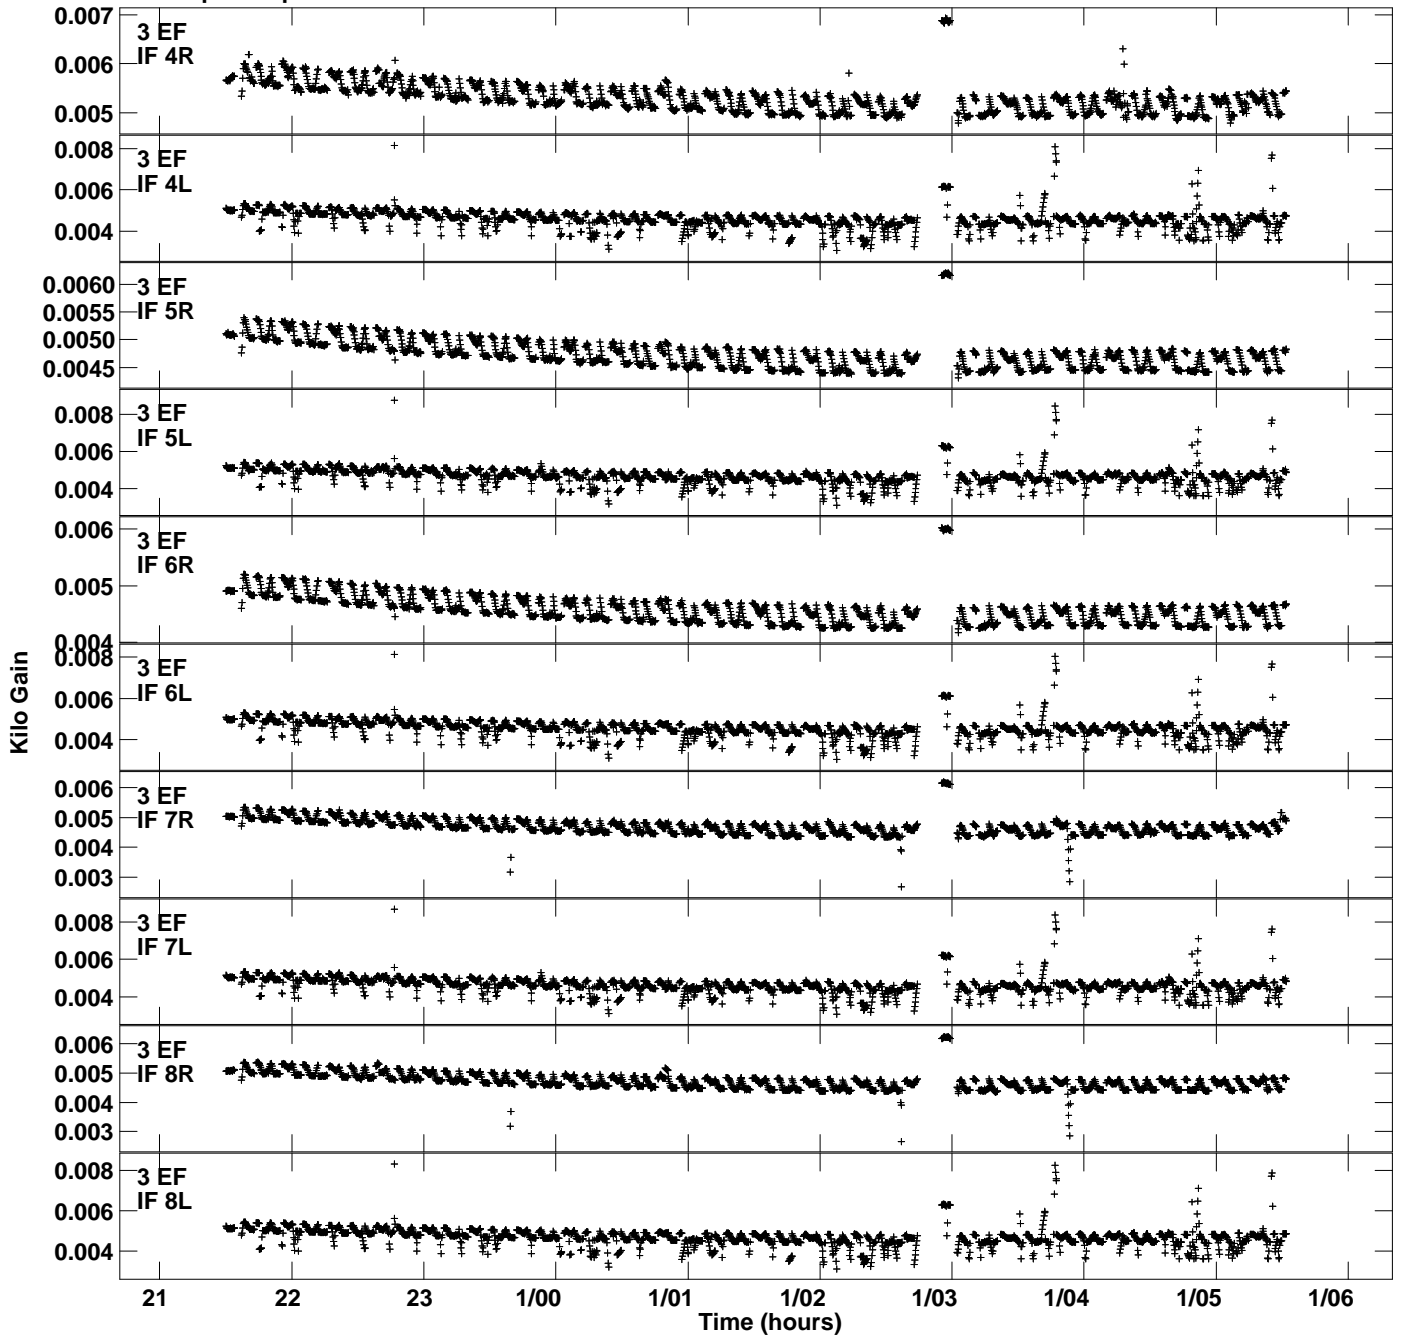 0.007
0.006
0.005
3 EF
IF 4R
0.008
0.006
0.004
3 EF
IF 4L
0.0060
0.0055
0.0050
0.0045
3 EF
IF 5R
0.008
0.006
0.004
3 EF
IF 5L
0.006
0.005
0.004
3 EF
IF 6R
0.008
0.006
0.004
3 EF
IF 6L
Kilo Gain
0.006
0.005
0.004
0.003
3 EF
IF 7R
0.008
0.006
0.004
3 EF
IF 7L
0.006
0.005
0.004
0.003
3 EF
IF 8R
0.008
0.006
0.004
3 EF
IF 8L
21 22 23 1/00 1/01 1/02 1/03 1/04 1/05 1/06
Time (hours)